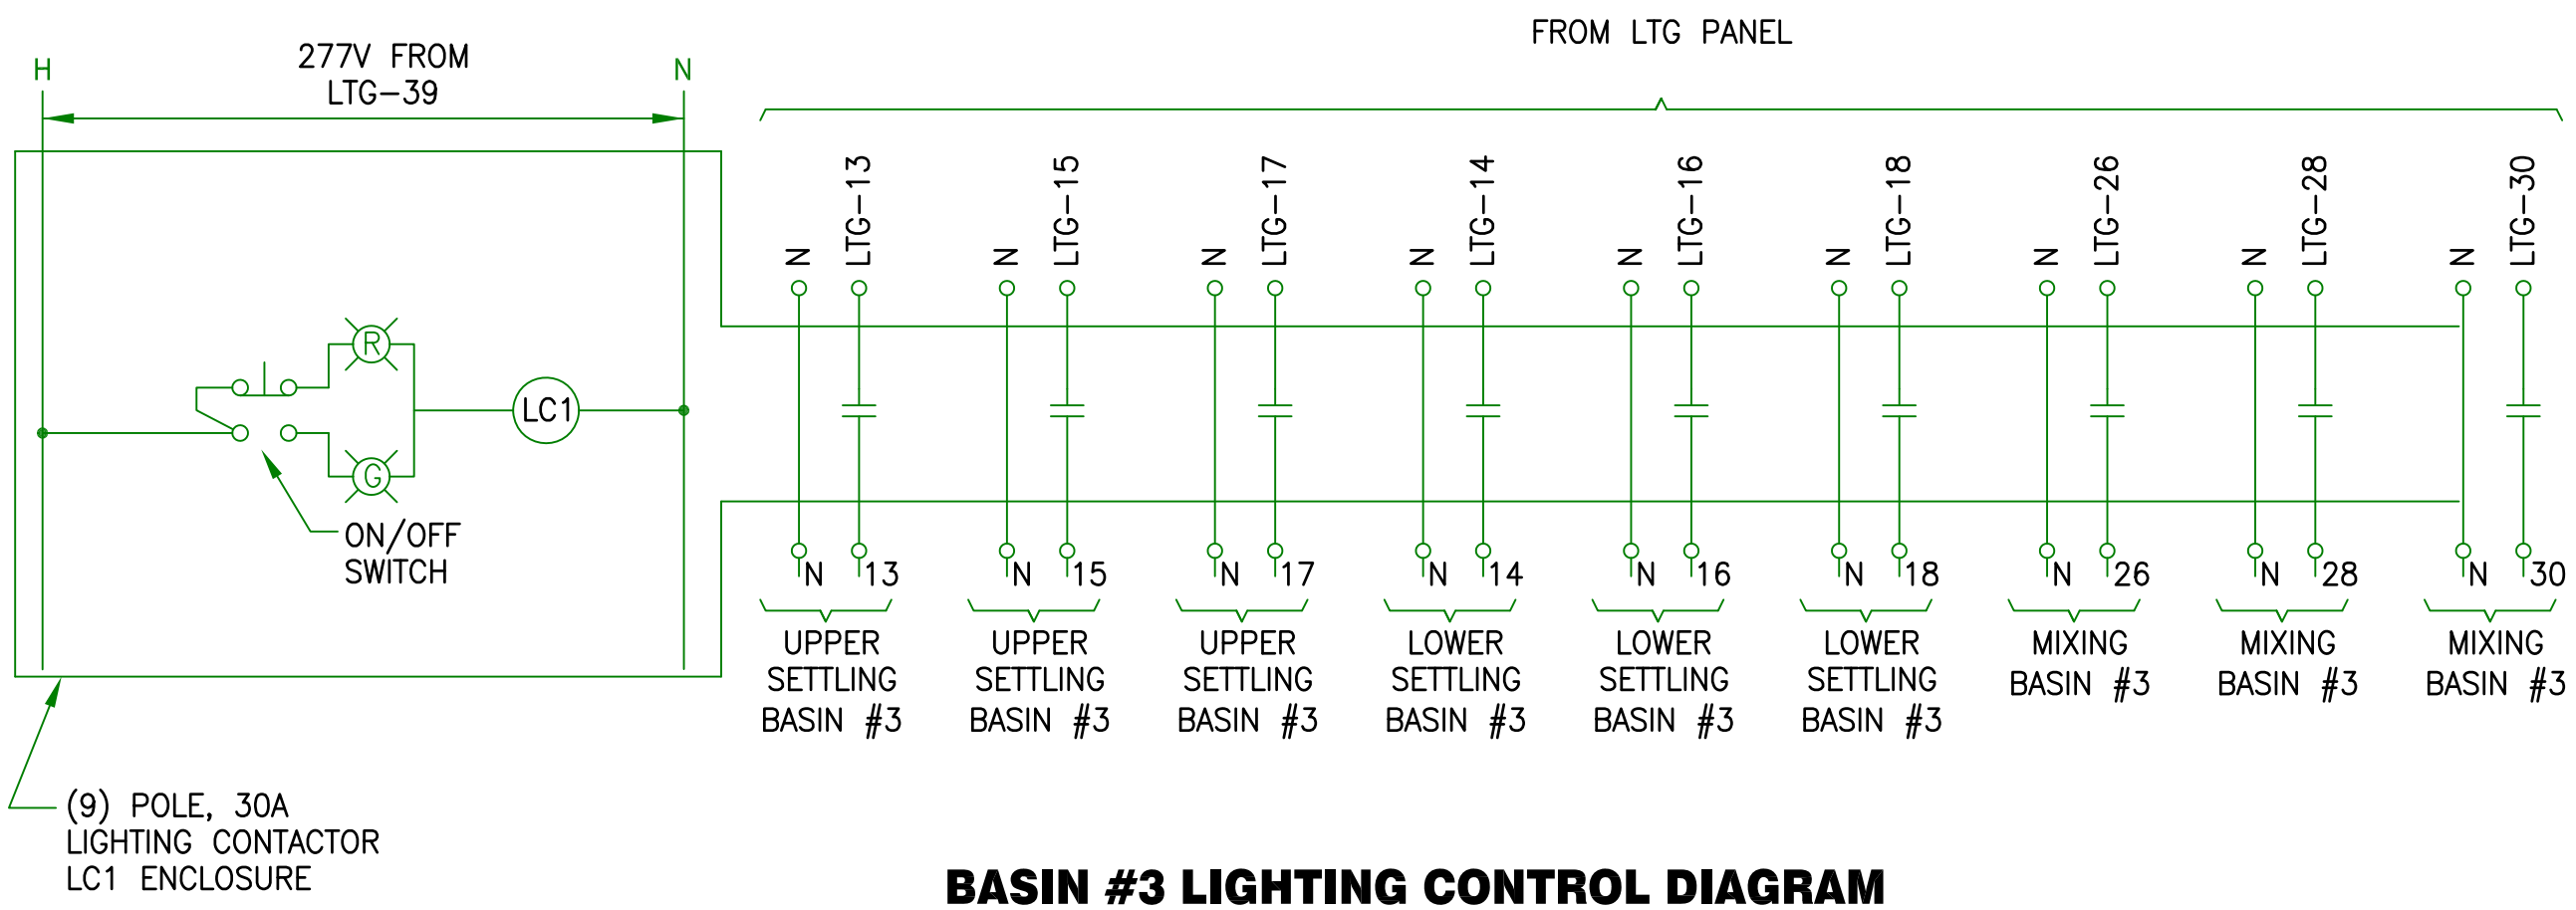 FROM LTG PANEL
H
277V FROM
LTG-39
N
N
LTG-13
N
LTG-15
N
LTG-17
N
LTG-14
N
LTG-16
N
LTG-18
N
LTG-26
N
LTG-28
N
LTG-30
R
LC1
G
ON/OFF
SWITCH
N 13
N 15
N 17
N 14
N 16
N 18
N 26
N 28
N 30
UPPER
SETTLING
BASIN #3
UPPER
SETTLING
BASIN #3
UPPER
SETTLING
BASIN #3
LOWER
SETTLING
BASIN #3
LOWER
SETTLING
BASIN #3
LOWER
SETTLING
BASIN #3
MIXING
BASIN #3
MIXING
BASIN #3
MIXING
BASIN #3
(9) POLE, 30A
LIGHTING CONTACTOR
LC1 ENCLOSURE
BASIN #3 LIGHTING CONTROL DIAGRAM